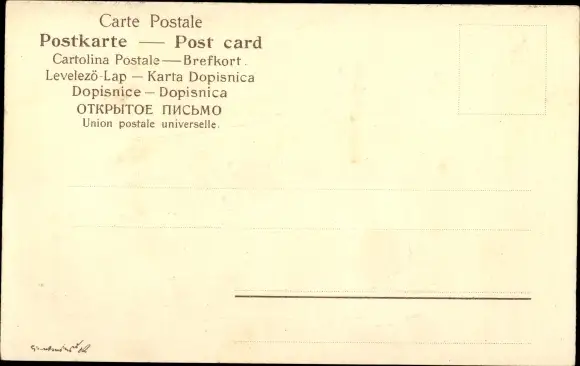 Carte Postale
Postkarte — Post card
Cartolina Postale — Brefkort.
Levelező-Lap — Karta Dopisnica
Dopisnice — Dopisnica
ОТКРЫТОЕ ПИСЬМО
Union postale universelle.